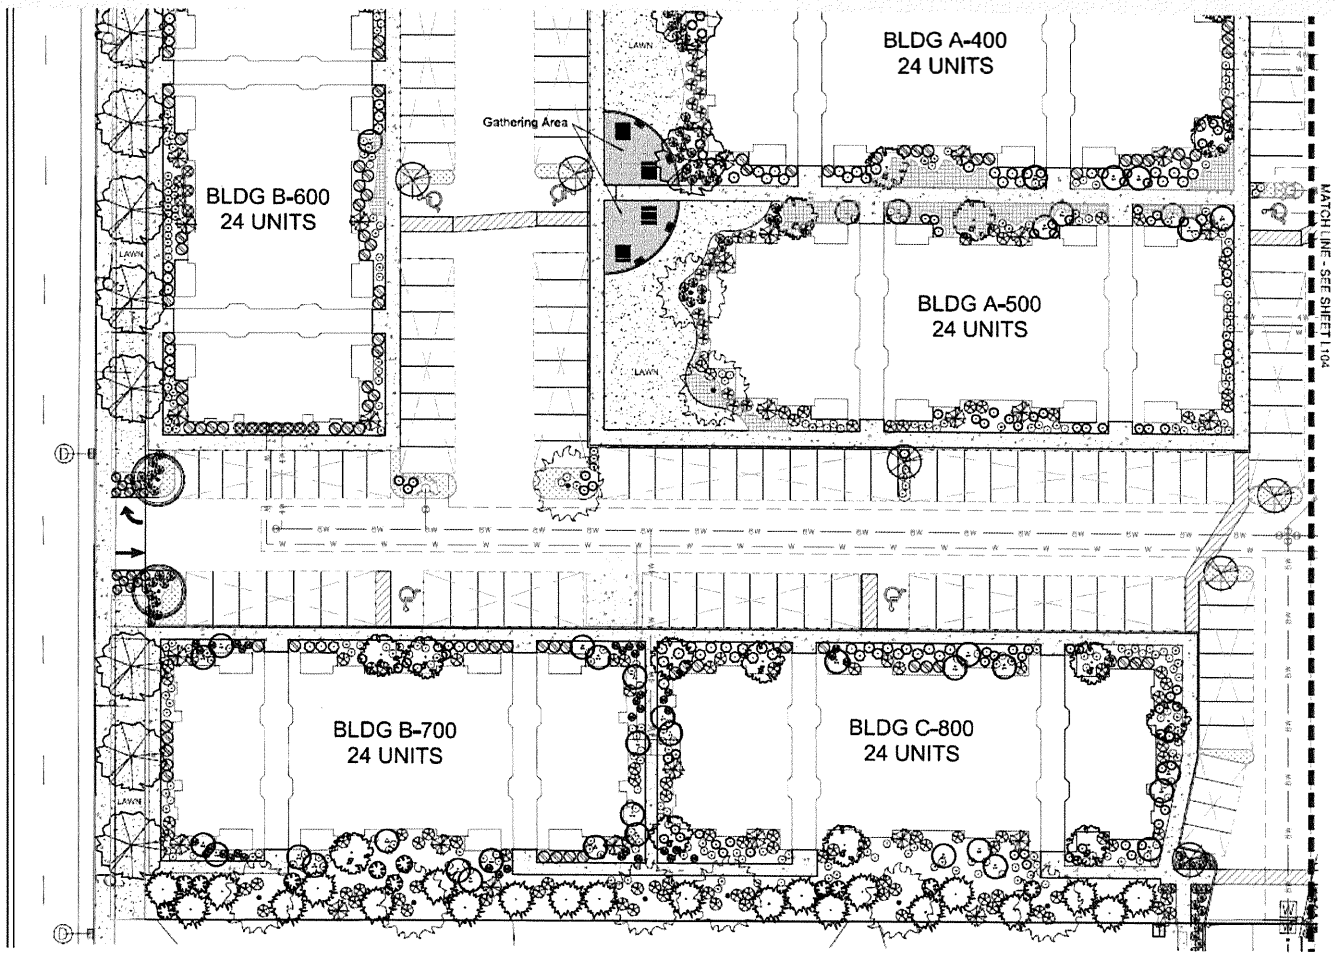 BLDG A-400
24 UNITS
LAWN
Gathering Area
BLDG B-600
24 UNITS
LAWN
BLDG A-500
24 UNITS
LAWN
MATCH LINE - SEE SHEET L104
D
BLDG B-700
24 UNITS
BLDG C-800
24 UNITS
LAWN
D